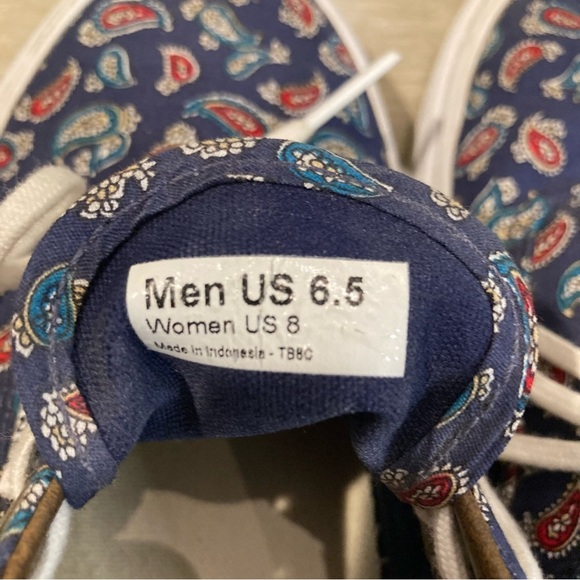 Men US 6.5
Women US 8
Made in Indonesia - TB8C